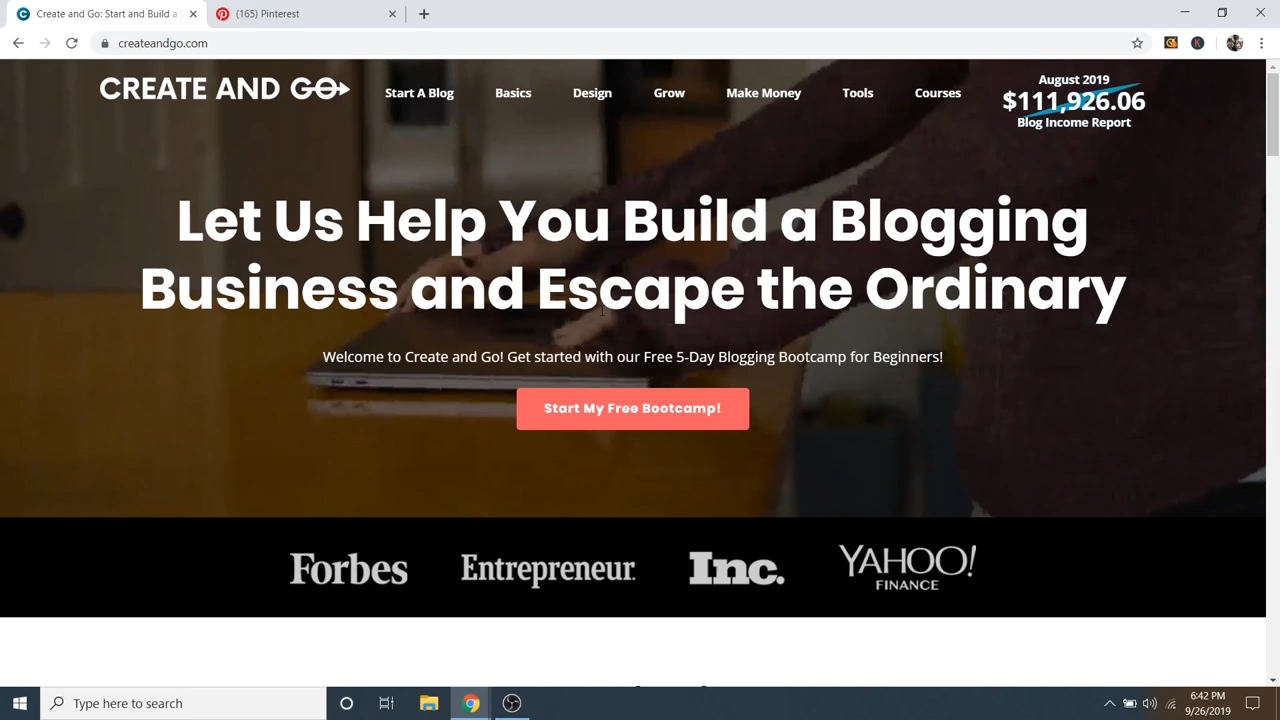 Create and Go: Start and Build a
(165) Pinterest
createandgo.com
CREATE AND GO
Start A Blog
Basics
Design
Grow
Make Money
Tools
Courses
August 2019
$111,926.06
Blog Income Report
Let Us Help You Build a Blogging
Business and Escape the Ordinary
Welcome to Create and Go! Get started with our Free 5-Day Blogging Bootcamp for Beginners!
Start My Free Bootcamp!
Forbes
Entrepreneur.
Inc.
YAHOO!
FINANCE
Type here to search
6:42 PM
9/26/2019